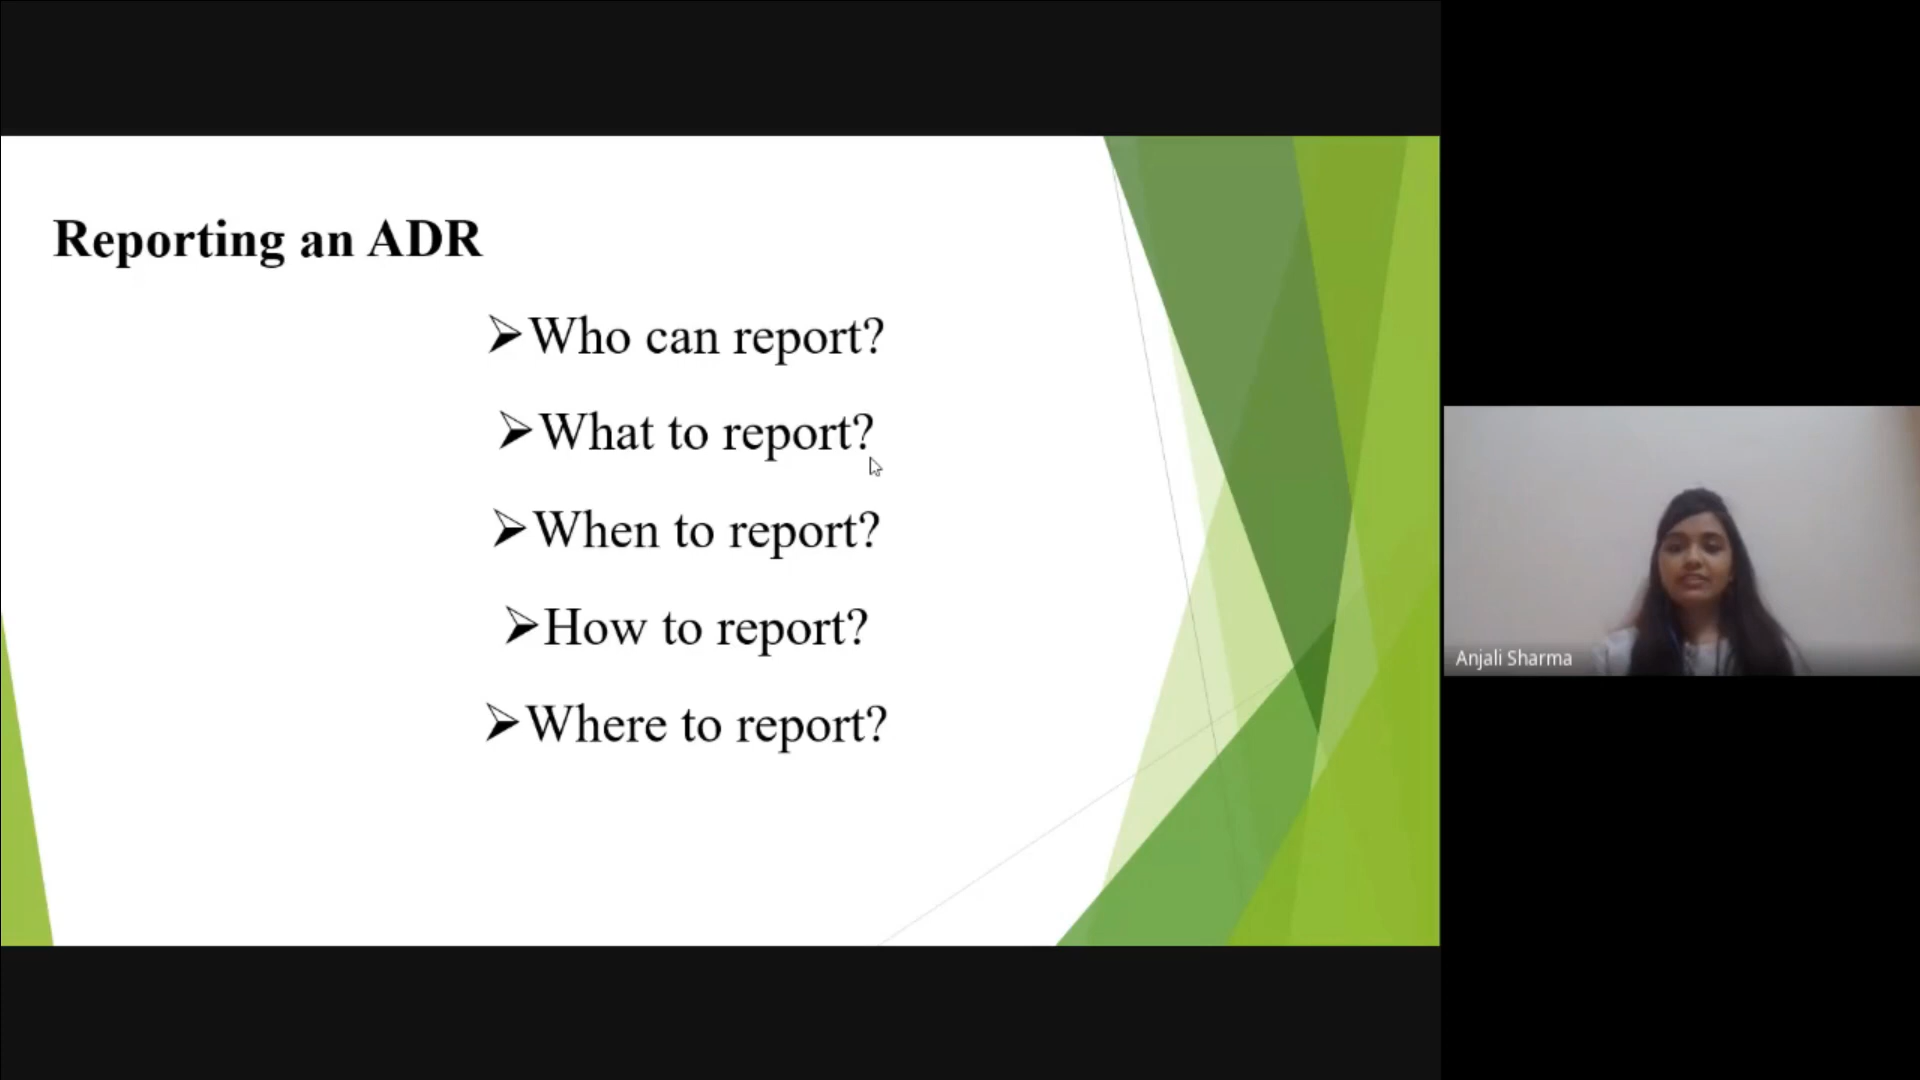 Reporting an ADR
➢Who can report?
➢What to report?
➢When to report?
➢How to report?
➢Where to report?
Anjali Sharma